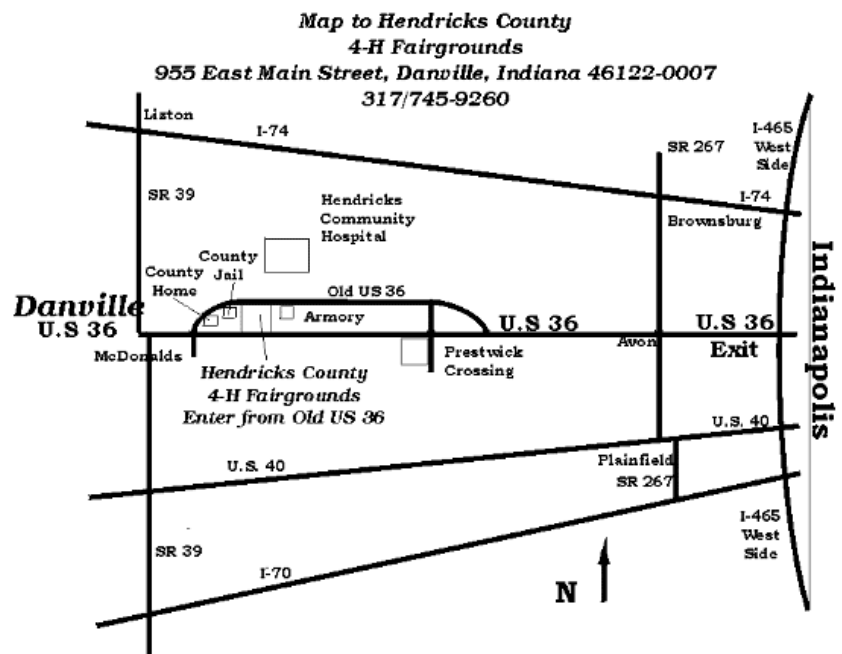 Map to Hendricks County
4-H Fairgrounds
955 East Main Street, Danville, Indiana 46122-0007
317/745-9260
Lizton
I-74
I-465
West
Side
SR 267
SR 39
I-74
Hendricks
Community
Hospital
Brownsburg
County
Jail
County
Home
Old US 36
Danville
U.S 36
Armory
U.S 36
U.S 36
Exit
Indianapolis
McDonalds
Avon
Prestwick
Crossing
Hendricks County
4-H Fairgrounds
Enter from Old US 36
U.S. 40
U.S. 40
Plainfield
SR 267
I-465
West
Side
SR 39
I-70
N